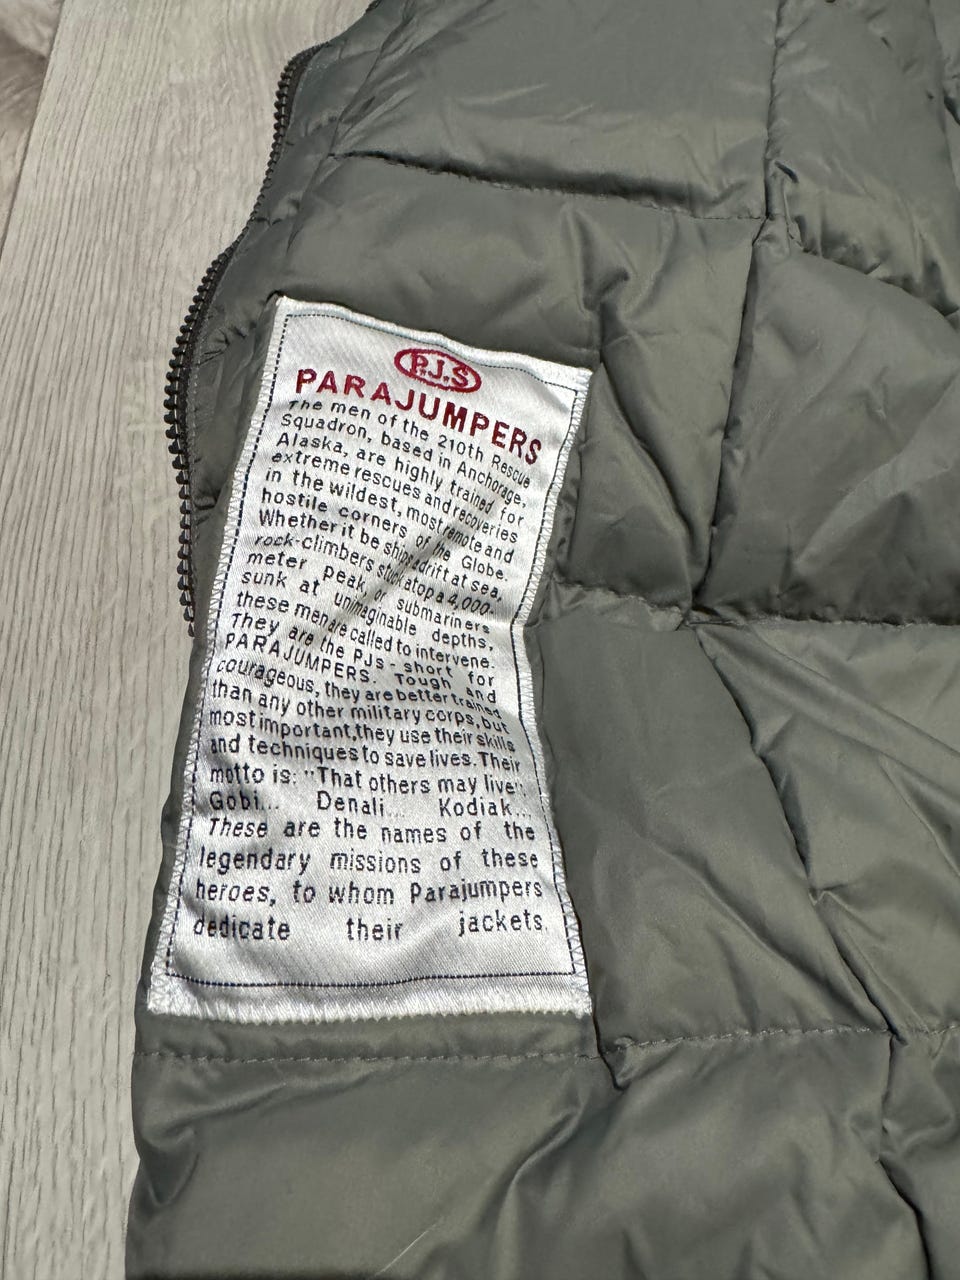 P.J.S
PARAJUMPERS
The men of the 210th Rescue
Squadron, based in Anchorage,
Alaska, are highly trained for
extreme rescues and recoveries
in the wildest, most remote and
hostile corners of the Globe.
Whether it be ships adrift at sea,
rock-climbers stuck atop a 4,000-
meter peak, or submariners
sunk at unimaginable depths,
these men are called to intervene.
They are the PJs - short for
PARAJUMPERS. Tough and
courageous, they are better trained
than any other military corps, but
most important, they use their skills
and techniques to save lives. Their
motto is: "That others may live".
Gobi... Denali... Kodiak...
These are the names of the
legendary missions of these
heroes, to whom Parajumpers
dedicate their jackets.